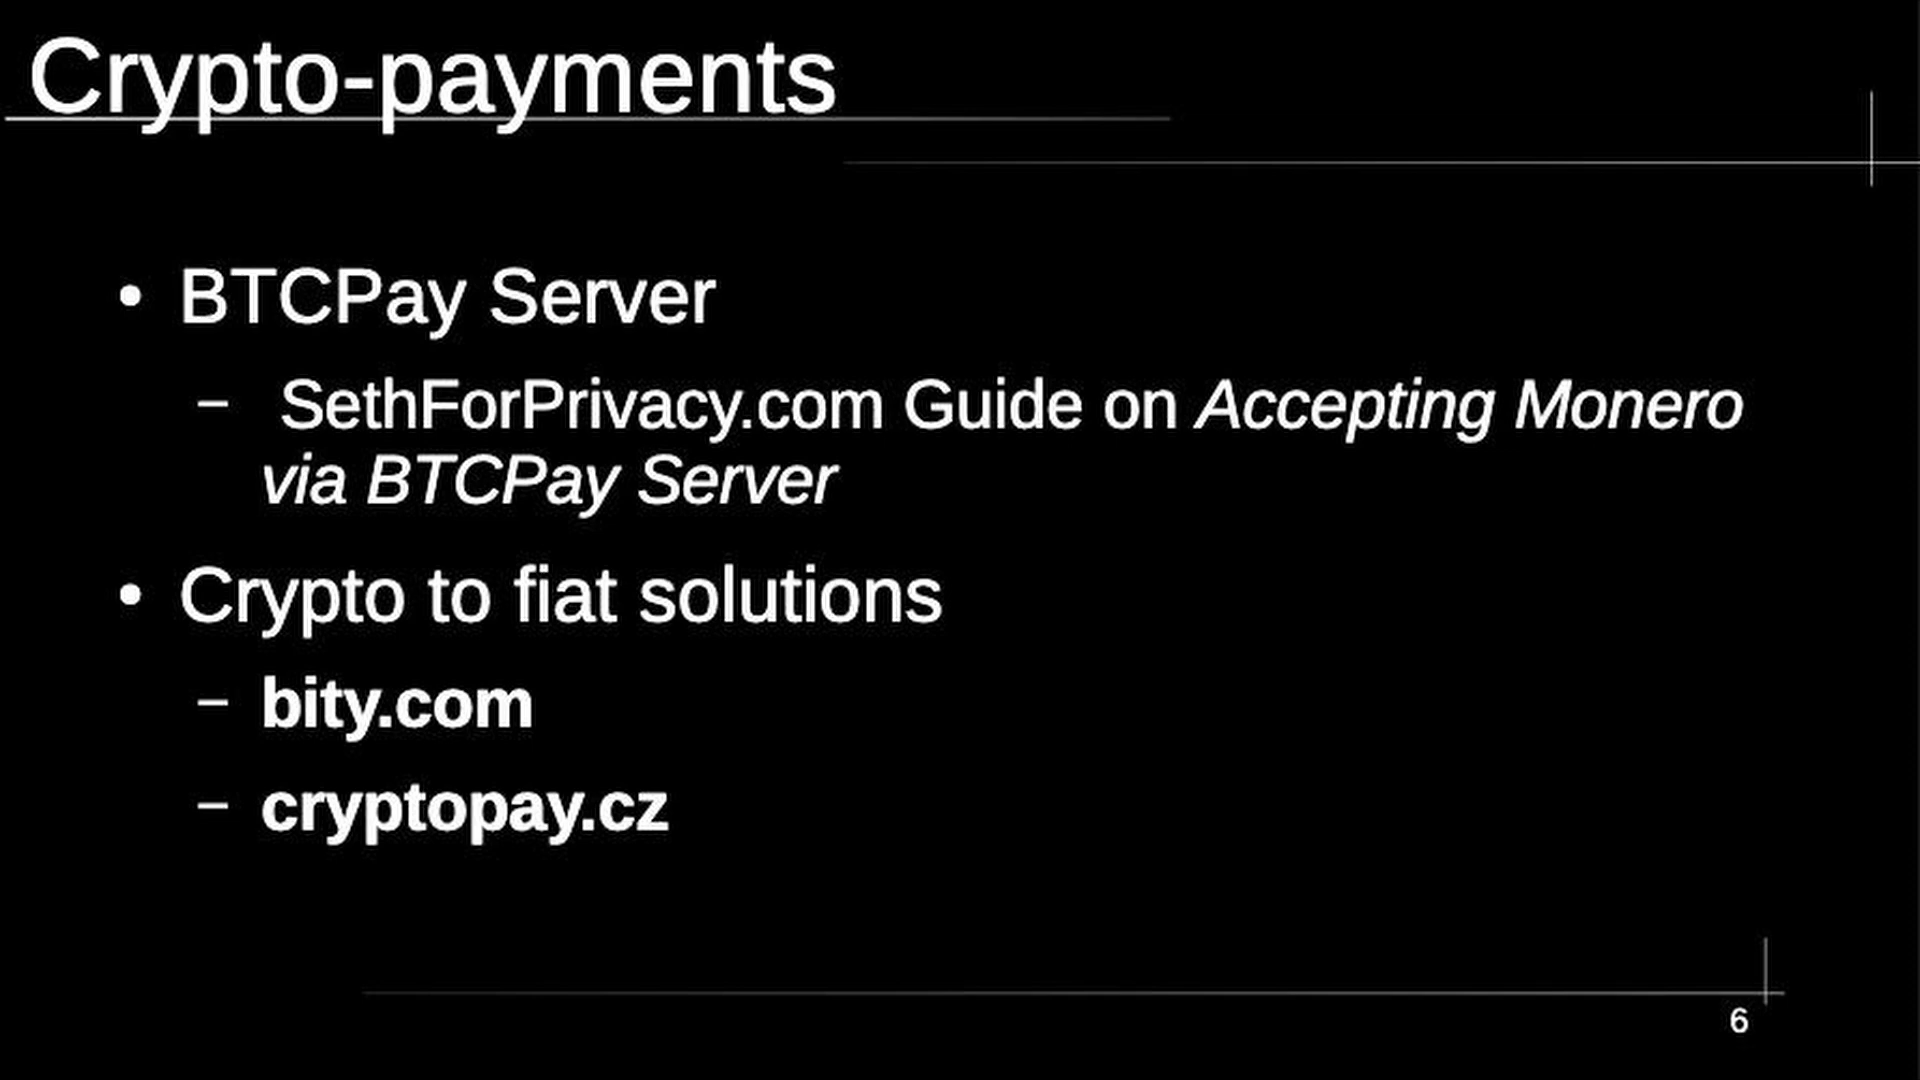 Crypto-payments
• BTCPay Server
– SethForPrivacy.com Guide on Accepting Monero
via BTCPay Server
• Crypto to fiat solutions
– bity.com
– cryptopay.cz
6